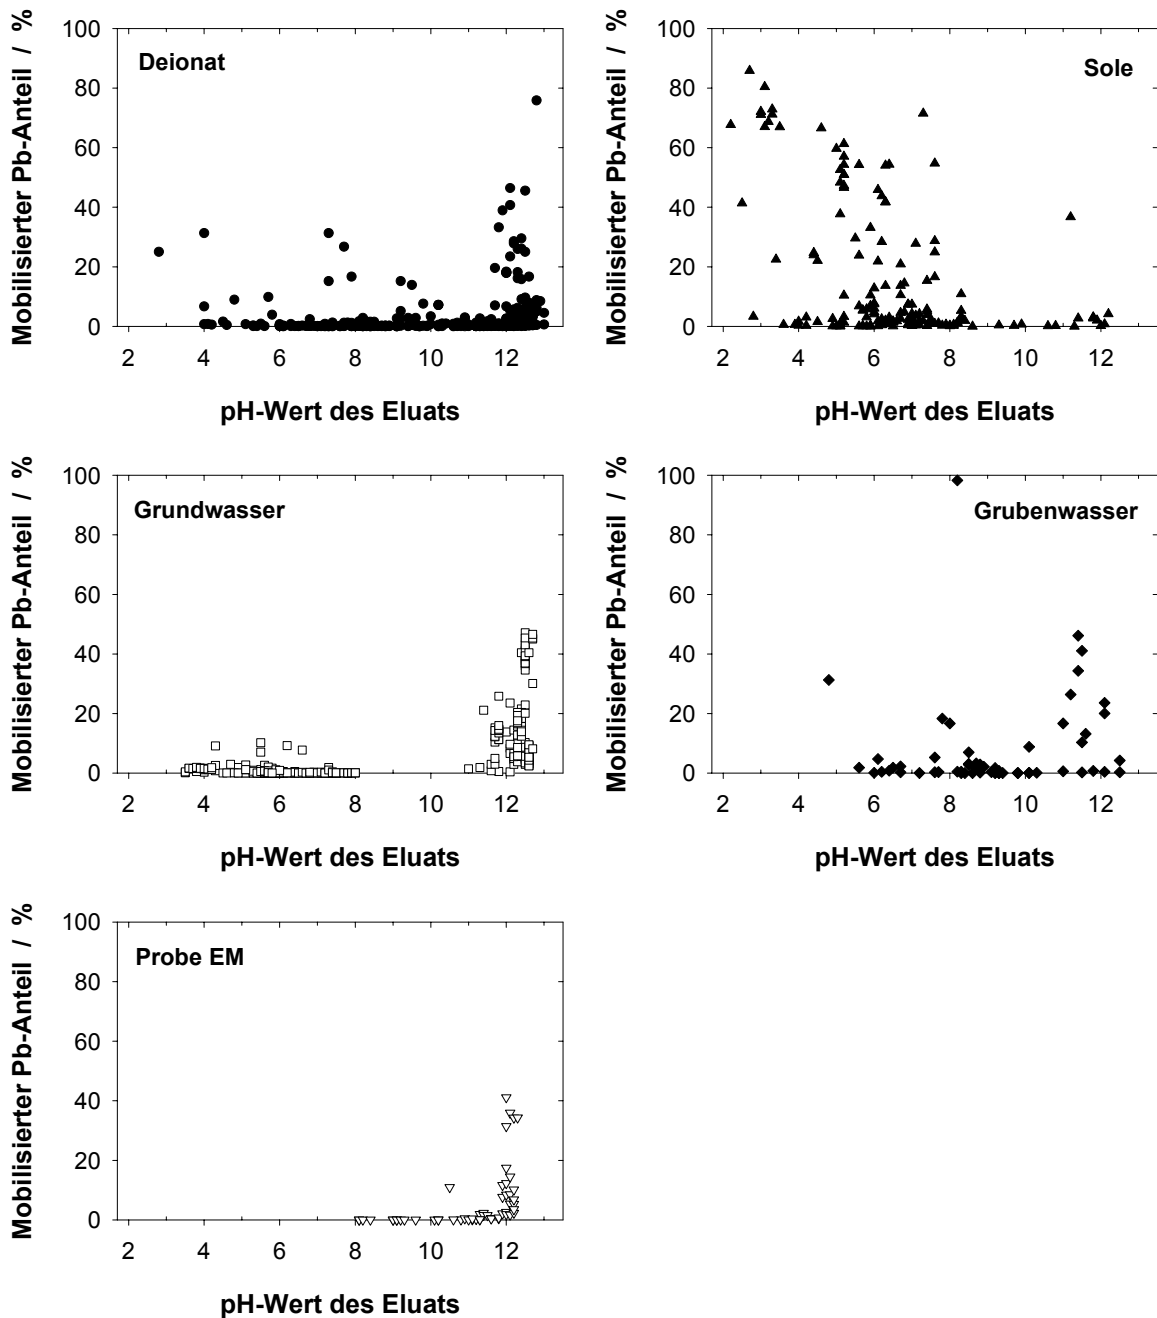 Mobilisierter Pb-Anteil / %
100
80
60
40
20
0
Deionat
2 4 6 8 10 12
pH-Wert des Eluats
Mobilisierter Pb-Anteil / %
100
80
60
40
20
0
Sole
2 4 6 8 10 12
pH-Wert des Eluats
Mobilisierter Pb-Anteil / %
100
80
60
40
20
0
Grundwasser
2 4 6 8 10 12
pH-Wert des Eluats
Mobilisierter Pb-Anteil / %
100
80
60
40
20
0
Grubenwasser
2 4 6 8 10 12
pH-Wert des Eluats
Mobilisierter Pb-Anteil / %
100
80
60
40
20
0
Probe EM
2 4 6 8 10 12
pH-Wert des Eluats